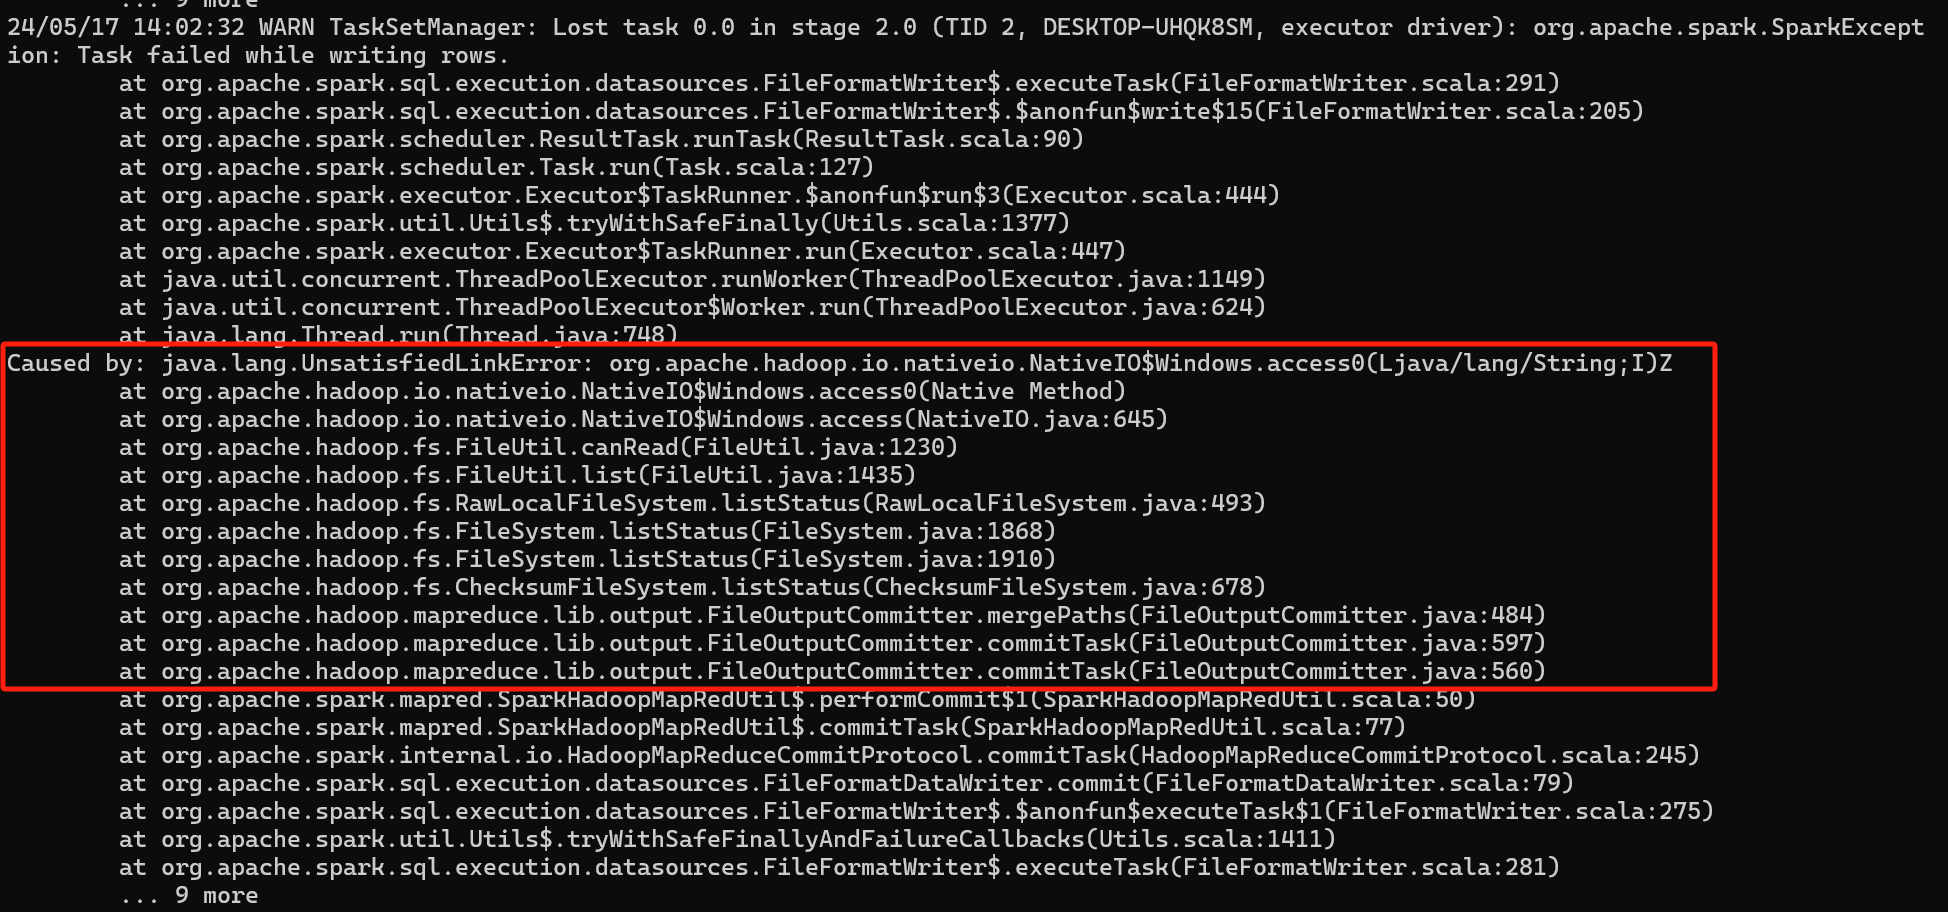 ... 9 more
24/05/17 14:02:32 WARN TaskSetManager: Lost task 0.0 in stage 2.0 (TID 2, DESKTOP-UHQK8SM, executor driver): org.apache.spark.SparkExcept
ion: Task failed while writing rows.
at org.apache.spark.sql.execution.datasources.FileFormatWriter$.executeTask(FileFormatWriter.scala:291)
at org.apache.spark.sql.execution.datasources.FileFormatWriter$.$anonfun$write$15(FileFormatWriter.scala:205)
at org.apache.spark.scheduler.ResultTask.runTask(ResultTask.scala:90)
at org.apache.spark.scheduler.Task.run(Task.scala:127)
at org.apache.spark.executor.Executor$TaskRunner.$anonfun$run$3(Executor.scala:444)
at org.apache.spark.util.Utils$.tryWithSafeFinally(Utils.scala:1377)
at org.apache.spark.executor.Executor$TaskRunner.run(Executor.scala:447)
at java.util.concurrent.ThreadPoolExecutor.runWorker(ThreadPoolExecutor.java:1149)
at java.util.concurrent.ThreadPoolExecutor$Worker.run(ThreadPoolExecutor.java:624)
at java.lang.Thread.run(Thread.java:748)
Caused by: java.lang.UnsatisfiedLinkError: org.apache.hadoop.io.nativeio.NativeIO$Windows.access0(Ljava/lang/String;I)Z
at org.apache.hadoop.io.nativeio.NativeIO$Windows.access0(Native Method)
at org.apache.hadoop.io.nativeio.NativeIO$Windows.access(NativeIO.java:645)
at org.apache.hadoop.fs.FileUtil.canRead(FileUtil.java:1230)
at org.apache.hadoop.fs.FileUtil.list(FileUtil.java:1435)
at org.apache.hadoop.fs.RawLocalFileSystem.listStatus(RawLocalFileSystem.java:493)
at org.apache.hadoop.fs.FileSystem.listStatus(FileSystem.java:1868)
at org.apache.hadoop.fs.FileSystem.listStatus(FileSystem.java:1910)
at org.apache.hadoop.fs.ChecksumFileSystem.listStatus(ChecksumFileSystem.java:678)
at org.apache.hadoop.mapreduce.lib.output.FileOutputCommitter.mergePaths(FileOutputCommitter.java:484)
at org.apache.hadoop.mapreduce.lib.output.FileOutputCommitter.commitTask(FileOutputCommitter.java:597)
at org.apache.hadoop.mapreduce.lib.output.FileOutputCommitter.commitTask(FileOutputCommitter.java:560)
at org.apache.spark.mapred.SparkHadoopMapRedUtil$.performCommit$1(SparkHadoopMapRedUtil.scala:50)
at org.apache.spark.mapred.SparkHadoopMapRedUtil$.commitTask(SparkHadoopMapRedUtil.scala:77)
at org.apache.spark.internal.io.HadoopMapReduceCommitProtocol.commitTask(HadoopMapReduceCommitProtocol.scala:245)
at org.apache.spark.sql.execution.datasources.FileFormatDataWriter.commit(FileFormatDataWriter.scala:79)
at org.apache.spark.sql.execution.datasources.FileFormatWriter$.$anonfun$executeTask$1(FileFormatWriter.scala:275)
at org.apache.spark.util.Utils$.tryWithSafeFinallyAndFailureCallbacks(Utils.scala:1411)
at org.apache.spark.sql.execution.datasources.FileFormatWriter$.executeTask(FileFormatWriter.scala:281)
... 9 more